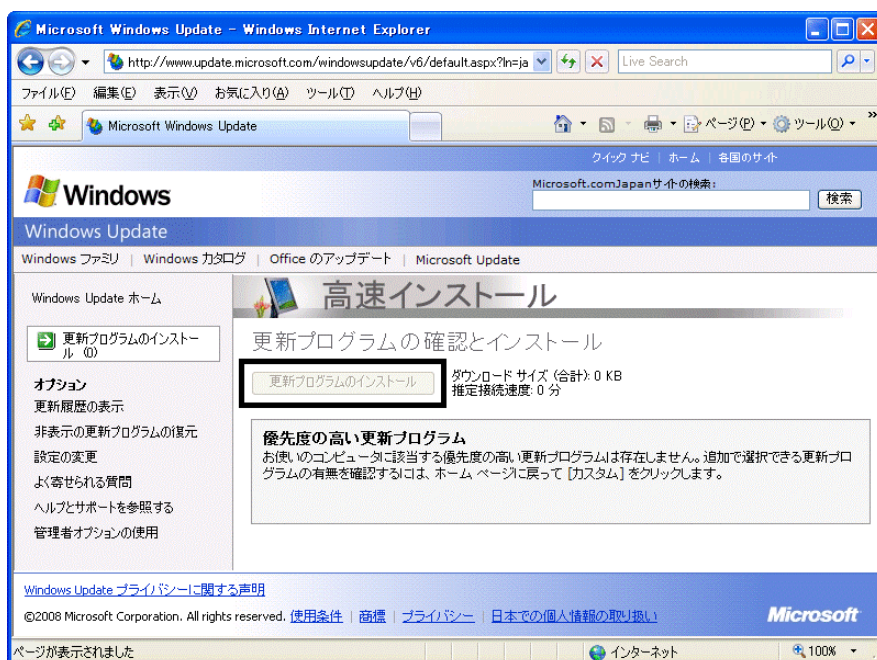 Microsoft Windows Update - Windows Internet Explorer
http://www.update.microsoft.com/windowsupdate/v6/default.aspx?ln=ja
Live Search
ファイル(F) 編集(E) 表示(V) お気に入り(A) ツール(T) ヘルプ(H)
Microsoft Windows Update
ページ(P) ツール(O) »
クイック ナビ | ホーム | 各国のサイト
Windows
Microsoft.comJapanサイトの検索:
検索
Windows Update
Windows ファミリ | Windows カタログ | Office のアップデート | Microsoft Update
Windows Update ホーム
更新プログラムのインストー
ル (0)
オプション
更新履歴の表示
非表示の更新プログラムの復元
設定の変更
よく寄せられる質問
ヘルプとサポートを参照する
管理者オプションの使用
高速インストール
更新プログラムの確認とインストール
更新プログラムのインストール
ダウンロード サイズ (合計): 0 KB
推定接続速度: 0 分
優先度の高い更新プログラム
お使いのコンピュータに該当する優先度の高い更新プログラムは存在しません。追加で選択できる更新プロ
グラムの有無を確認するには、ホーム ページに戻って [カスタム] をクリックします。
Windows Update プライバシーに関する声明
©2008 Microsoft Corporation. All rights reserved. 使用条件 | 商標 | プライバシー | 日本での個人情報の取り扱い
Microsoft
ページが表示されました
インターネット
100%